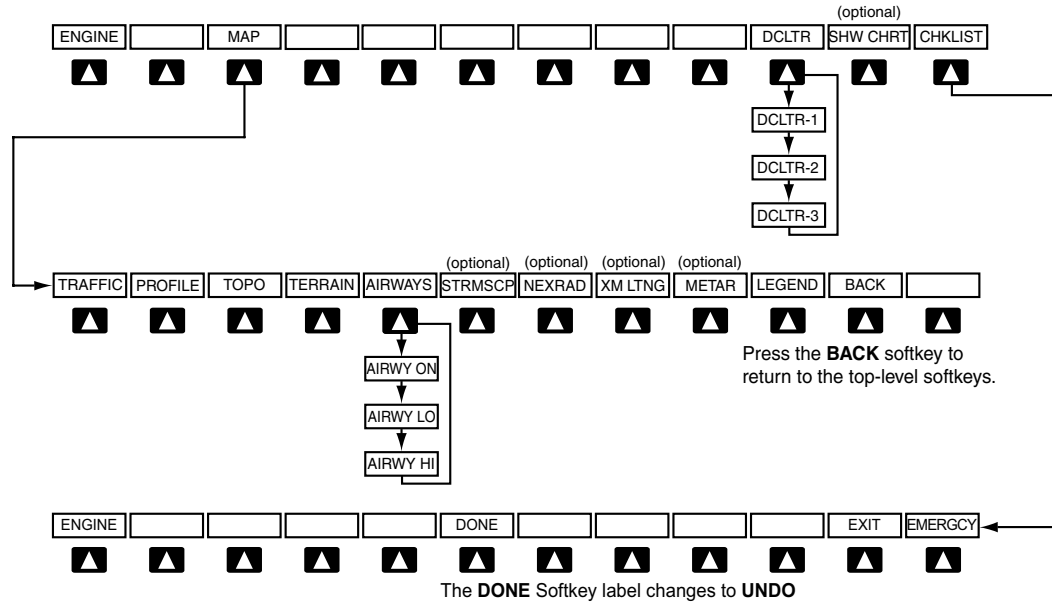 (optional)
ENGINE MAP DCLTR SHW CHRT CHKLIST
DCLTR-1
DCLTR-2
DCLTR-3
(optional) (optional) (optional) (optional)
TRAFFIC PROFILE TOPO TERRAIN AIRWAYS STRMSCP NEXRAD XM LTNG METAR LEGEND BACK
Press the BACK softkey to
return to the top-level softkeys.
AIRWY ON
AIRWY LO
AIRWY HI
ENGINE DONE EXIT EMERGCY
The DONE Softkey label changes to UNDO